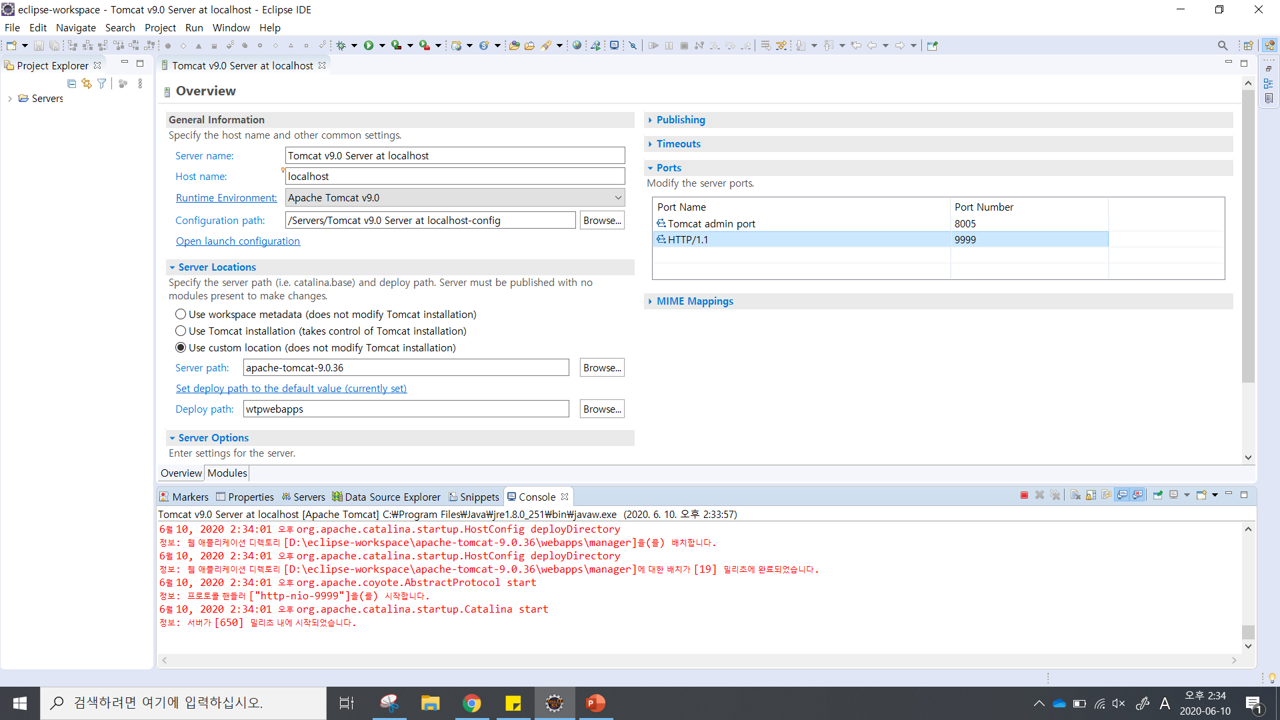 eclipse-workspace - Tomcat v9.0 Server at localhost - Eclipse IDE
File Edit Navigate Search Project Run Window Help
Project Explorer
Servers
Tomcat v9.0 Server at localhost
Overview
General Information
Specify the host name and other common settings.
Server name: Tomcat v9.0 Server at localhost
Host name: localhost
Runtime Environment: Apache Tomcat v9.0
Configuration path: /Servers/Tomcat v9.0 Server at localhost-config Browse...
Open launch configuration
Server Locations
Specify the server path (i.e. catalina.base) and deploy path. Server must be published with no
modules present to make changes.
Use workspace metadata (does not modify Tomcat installation)
Use Tomcat installation (takes control of Tomcat installation)
Use custom location (does not modify Tomcat installation)
Server path: apache-tomcat-9.0.36 Browse...
Set deploy path to the default value (currently set)
Deploy path: wtpwebapps Browse...
Server Options
Enter settings for the server.
Publishing
Timeouts
Ports
Modify the server ports.
Port Name Port Number
Tomcat admin port 8005
HTTP/1.1 9999
MIME Mappings
Overview Modules
Markers Properties Servers Data Source Explorer Snippets Console
Tomcat v9.0 Server at localhost [Apache Tomcat] C:₩Program Files₩Java₩jre1.8.0_251₩bin₩javaw.exe (2020. 6. 10. 오후 2:33:57)
6월 10, 2020 2:34:01 오후 org.apache.catalina.startup.HostConfig deployDirectory
정보: 웹 애플리케이션 디렉토리 [D:\eclipse-workspace\apache-tomcat-9.0.36\webapps\manager]을(를) 배치합니다.
6월 10, 2020 2:34:01 오후 org.apache.catalina.startup.HostConfig deployDirectory
정보: 웹 애플리케이션 디렉토리 [D:\eclipse-workspace\apache-tomcat-9.0.36\webapps\manager]에 대한 배치가 [19] 밀리초에 완료되었습니다.
6월 10, 2020 2:34:01 오후 org.apache.coyote.AbstractProtocol start
정보: 프로토콜 핸들러 ["http-nio-9999"]을(를) 시작합니다.
6월 10, 2020 2:34:01 오후 org.apache.catalina.startup.Catalina start
정보: 서버가 [650] 밀리초 내에 시작되었습니다.
검색하려면 여기에 입력하십시오.
A
오후 2:34
2020-06-10
1